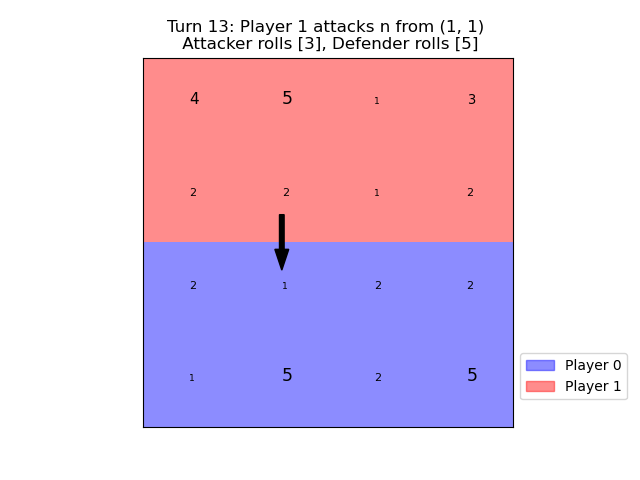 Turn 13: Player 1 attacks n from (1, 1)
Attacker rolls [3], Defender rolls [5]
4 5 1 3
2 2 1 2
2 1 2 2
1 5 2 5
Player 0
Player 1